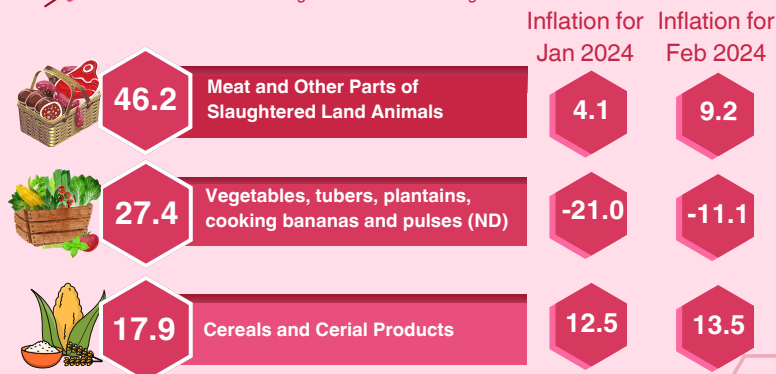 Inflation for Inflation for
Jan 2024 Feb 2024
46.2
Meat and Other Parts of
Slaughtered Land Animals
4.1
9.2
27.4
Vegetables, tubers, plantains,
cooking bananas and pulses (ND)
-21.0
-11.1
17.9
Cereals and Cerial Products
12.5
13.5